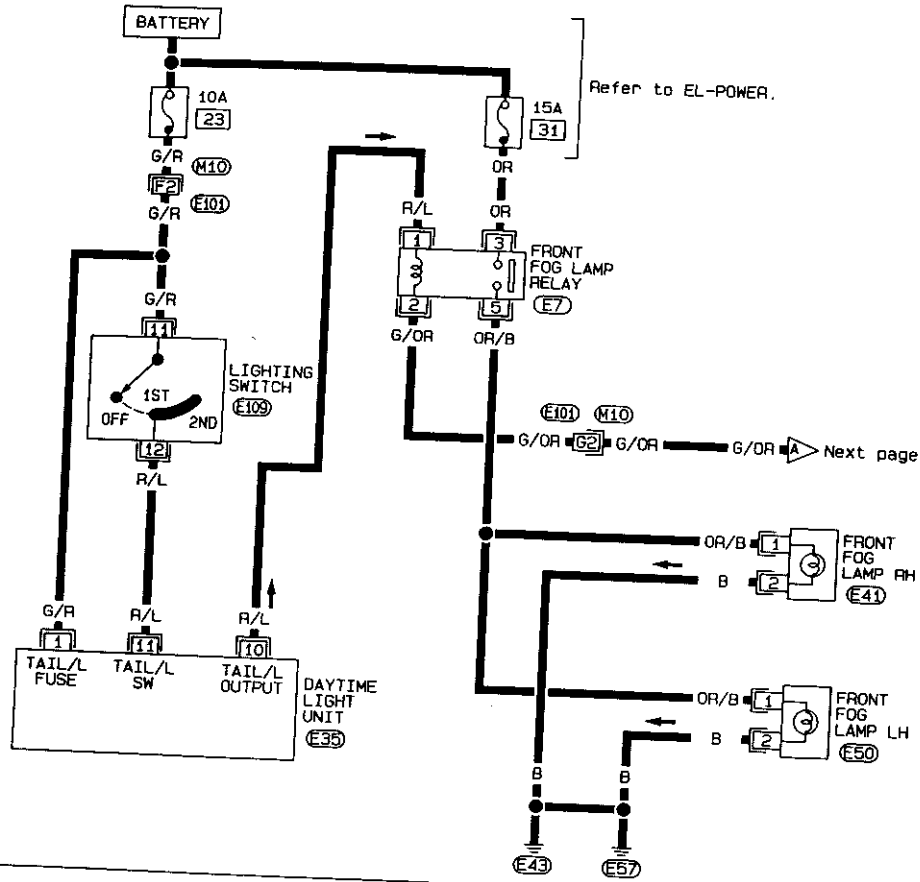 BATTERY
Refer to EL-POWER.
10A
23
15A
31
G/R
M10
F2
E101
G/R
OR
R/L
OR
1
3
FRONT
FOG LAMP
RELAY
E7
2
5
G/OR
OR/B
G/R
11
LIGHTING
SWITCH
E109
OFF
1ST
2ND
12
R/L
E101
M10
G/OR
G2
G/OR
G/OR
A
Next page
OR/B
1
B
2
FRONT
FOG
LAMP RH
E41
G/R
R/L
R/L
1
11
10
TAIL/L
FUSE
TAIL/L
SW
TAIL/L
OUTPUT
DAYTIME
LIGHT
UNIT
E35
OR/B
1
B
2
FRONT
FOG
LAMP LH
E50
B
B
E43
E57